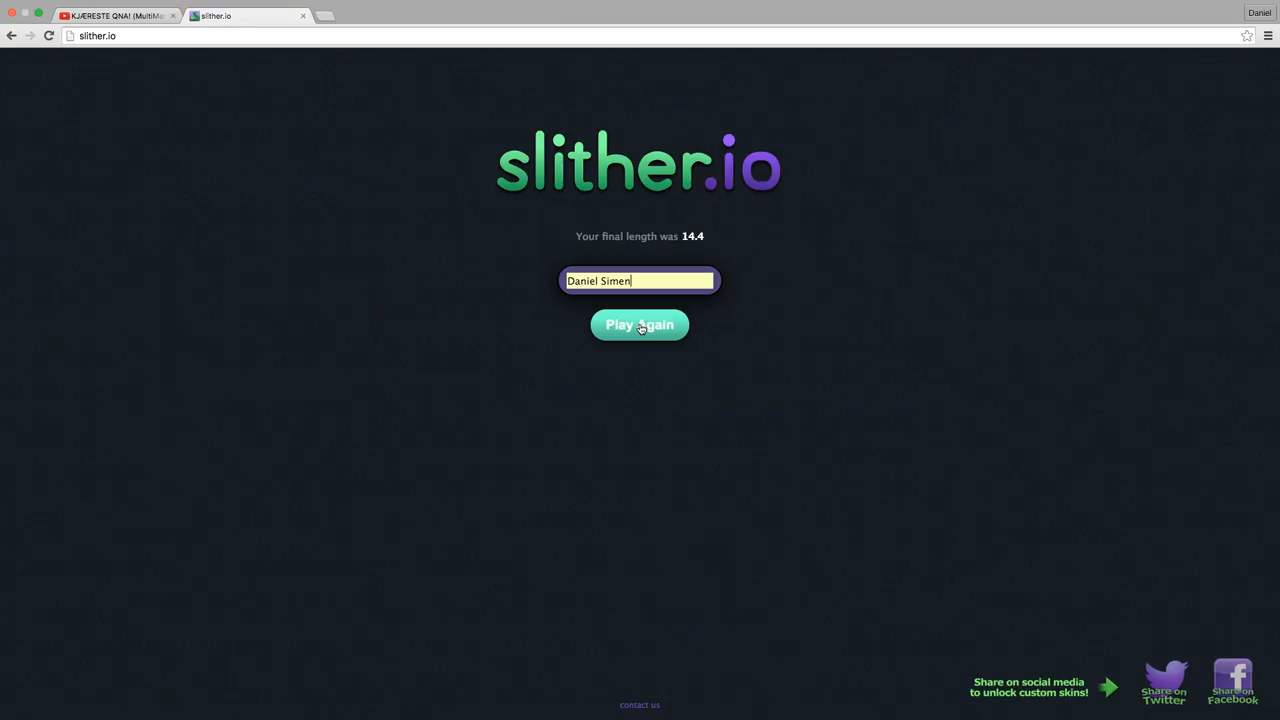 KJÆRESTE QNA! (MultiMa
slither.io
Daniel
slither.io
slither.io
Your final length was 14.4
Daniel Simen
Play Again
Share on social media
to unlock custom skins!
Share on
Twitter
Share on
Facebook
contact us